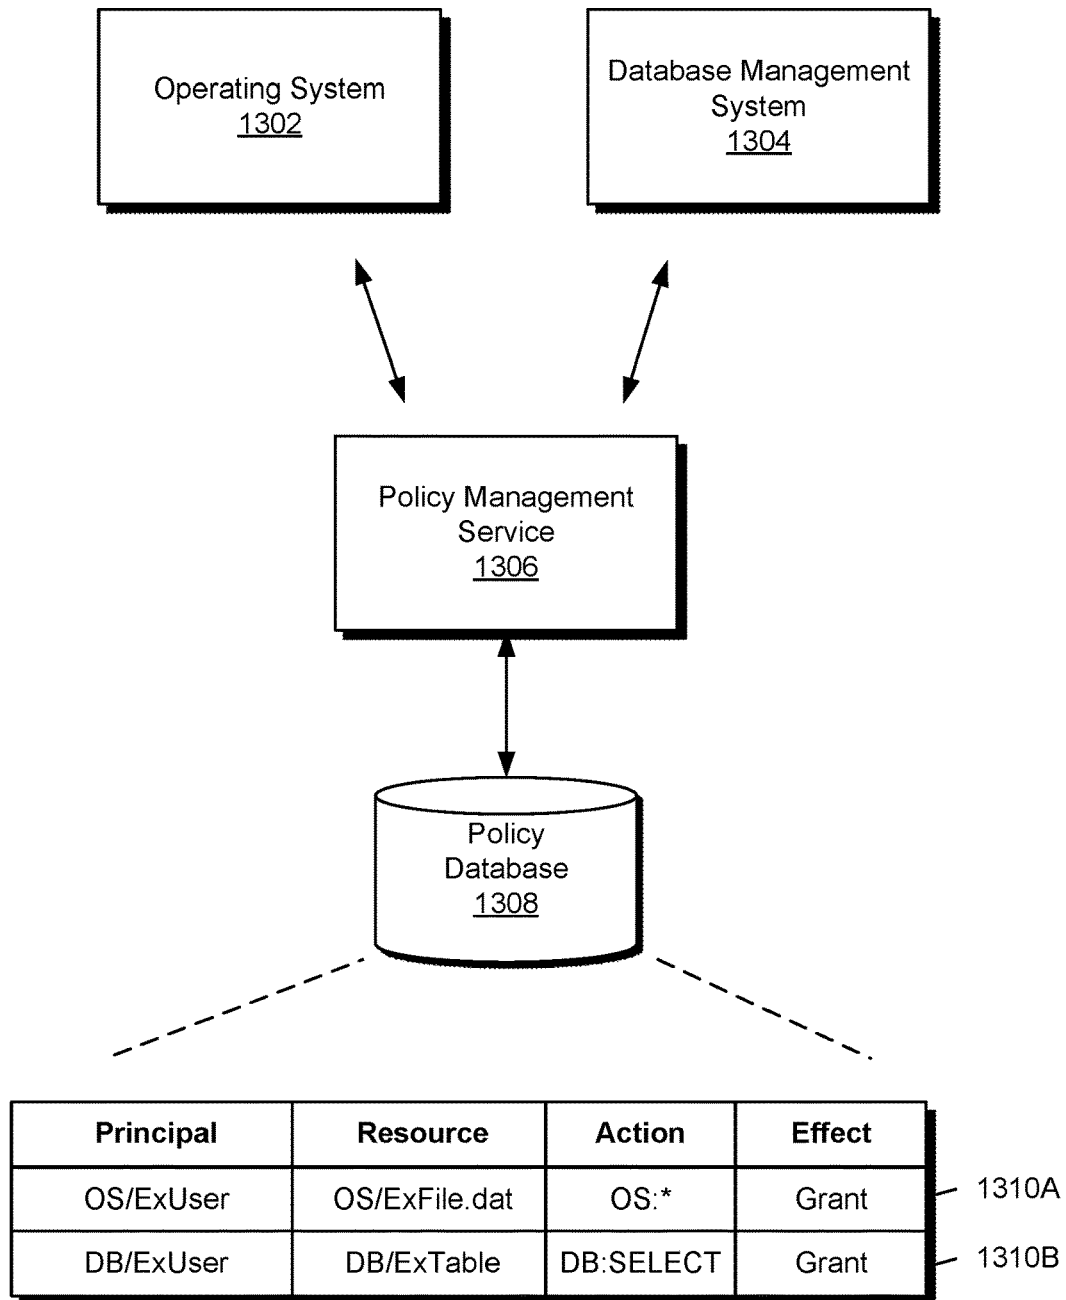 Operating System
1302
Database Management
System
1304
Policy Management
Service
1306
Policy
Database
1308
Principal Resource Action Effect
OS/ExUser OS/ExFile.dat OS:* Grant 1310A
DB/ExUser DB/ExTable DB:SELECT Grant 1310B